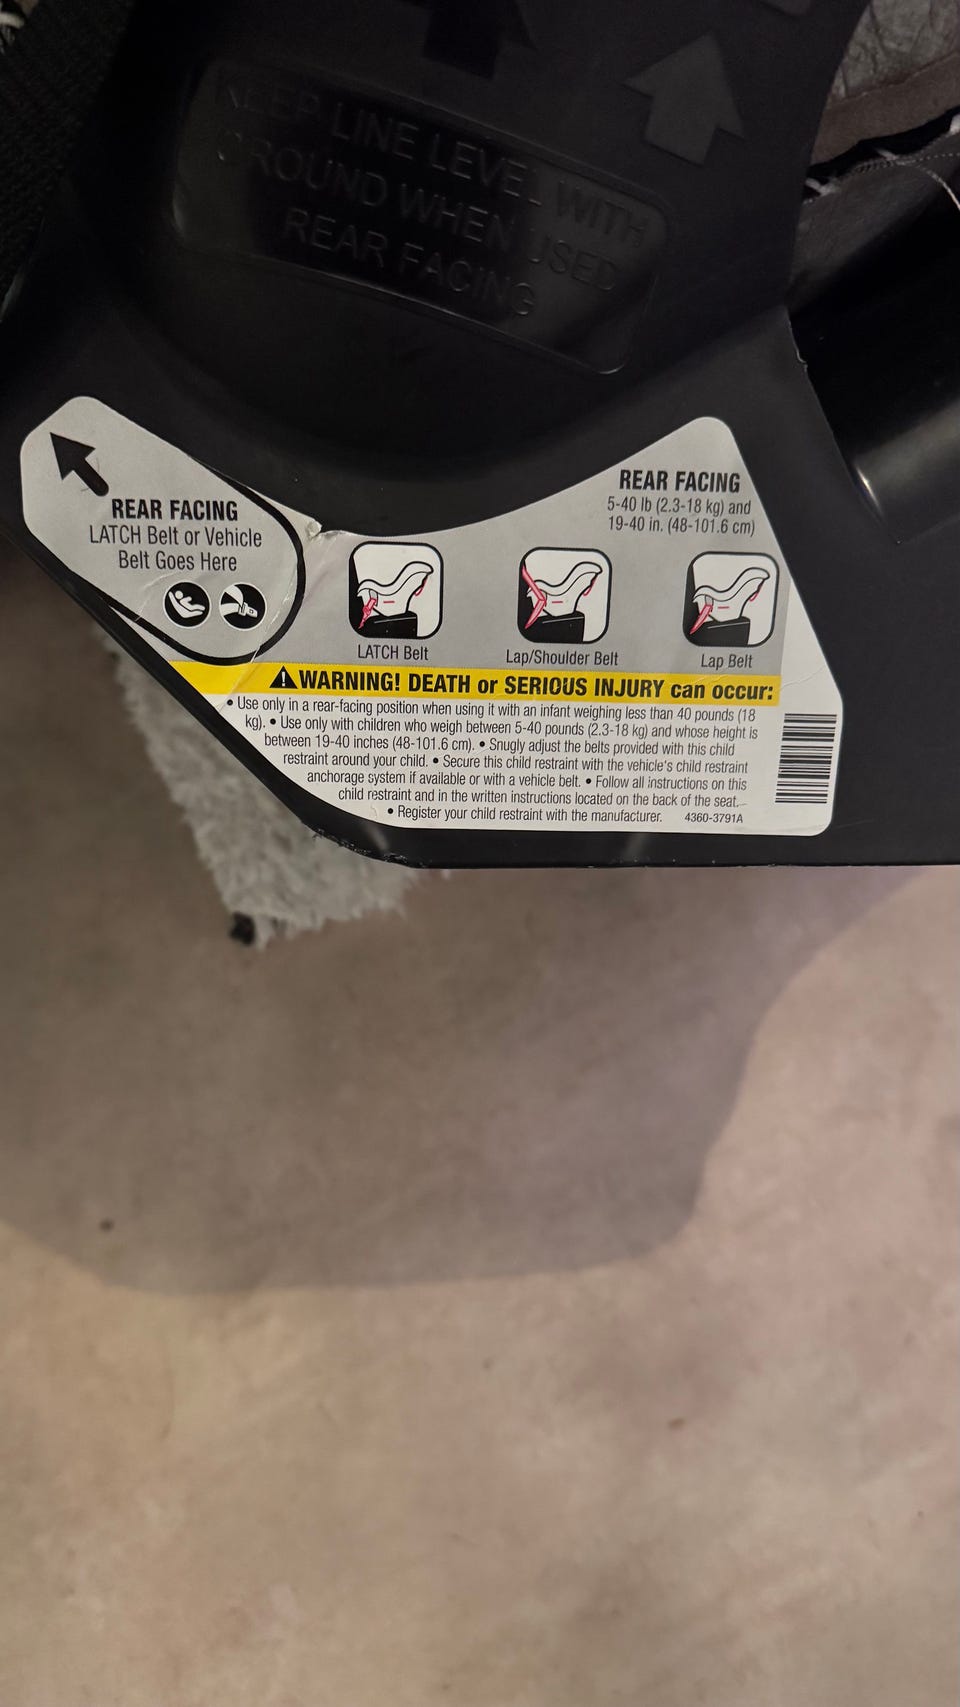 KEEP LINE LEVEL WITH
GROUND WHEN USED
REAR FACING
REAR FACING
LATCH Belt or Vehicle
Belt Goes Here
REAR FACING
5-40 lb (2.3-18 kg) and
19-40 in. (48-101.6 cm)
LATCH Belt
Lap/Shoulder Belt
Lap Belt
WARNING! DEATH or SERIOUS INJURY can occur:
• Use only in a rear-facing position when using it with an infant weighing less than 40 pounds (18
kg). • Use only with children who weigh between 5-40 pounds (2.3-18 kg) and whose height is
between 19-40 inches (48-101.6 cm). • Snugly adjust the belts provided with this child
restraint around your child. • Secure this child restraint with the vehicle's child restraint
anchorage system if available or with a vehicle belt. • Follow all instructions on this
child restraint and in the written instructions located on the back of the seat.
• Register your child restraint with the manufacturer. 4360-3791A